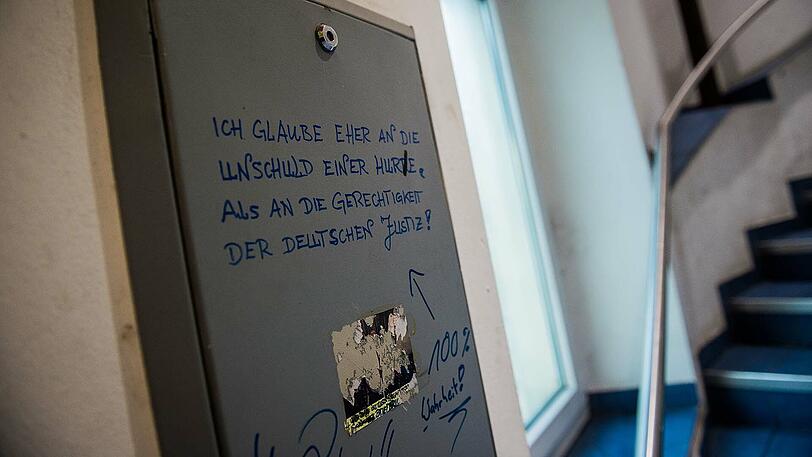 ICH GLAUBE EHER AN DIE
UNSCHULD EINER HURE,
ALS AN DIE GERECHTIGKEIT
DER DEUTSCHEN JUSTIZ!
100%
Wahrheit!